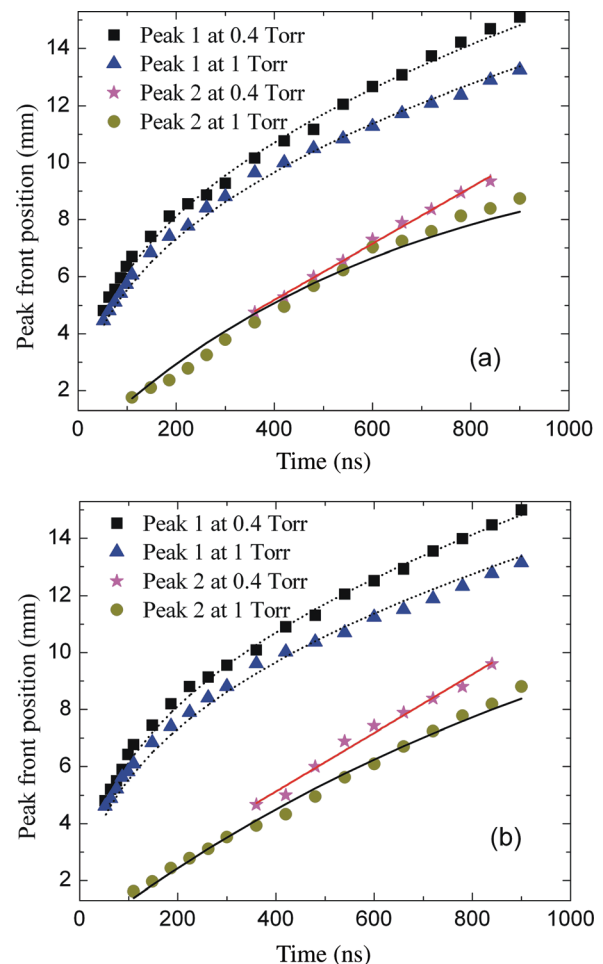 Peak 1 at 0.4 Torr
Peak 1 at 1 Torr
Peak 2 at 0.4 Torr
Peak 2 at 1 Torr
14
12
10
8
6
4
2
Peak front position (mm)
(a)
200
400
600
800
1000
Time (ns)
Peak 1 at 0.4 Torr
Peak 1 at 1 Torr
Peak 2 at 0.4 Torr
Peak 2 at 1 Torr
14
12
10
8
6
4
2
Peak front position (mm)
(b)
0
200
400
600
800
1000
Time (ns)